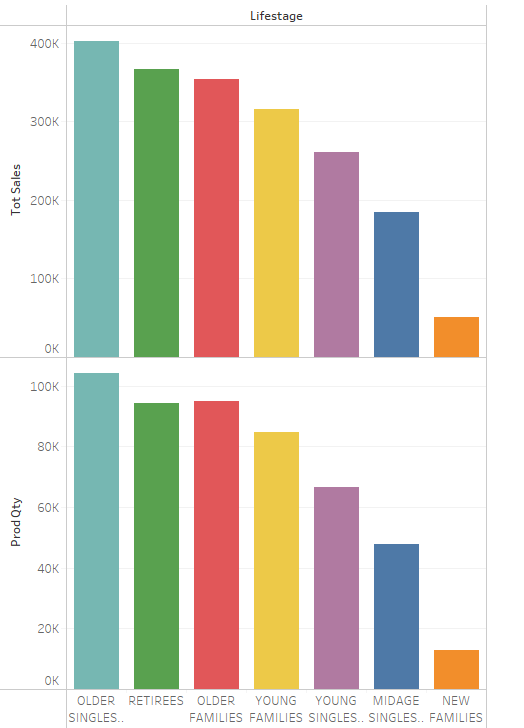 Lifestage
400K
300K
Tot Sales
200K
100K
0K
100K
80K
60K
Prod Qty
40K
20K
0K
OLDER SINGLES..
RETIREES
OLDER FAMILIES
YOUNG FAMILIES
YOUNG SINGLES..
MIDAGE SINGLES..
NEW FAMILIES